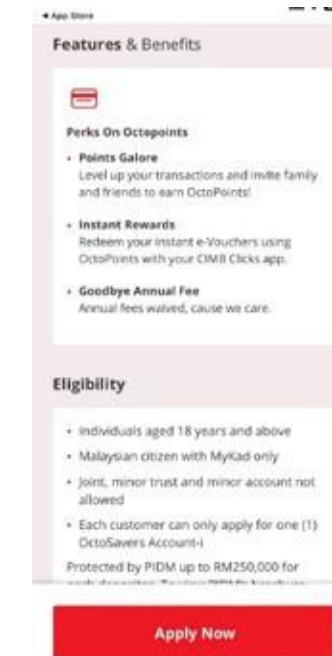 App Store
Features & Benefits
Perks On Octopoints
• Points Galore
Level up your transactions and invite family
and friends to earn OctoPoints!
• Instant Rewards
Redeem your instant e-Vouchers using
OctoPoints with your CIMB Clicks app.
• Goodbye Annual Fee
Annual fees waived, cause we care.
Eligibility
• Individuals aged 18 years and above
• Malaysian citizen with MyKad only
• Joint, minor trust and minor account not
allowed
• Each customer can only apply for one (1)
OctoSavers Account-i
Protected by PIDM up to RM250,000 for
Apply Now